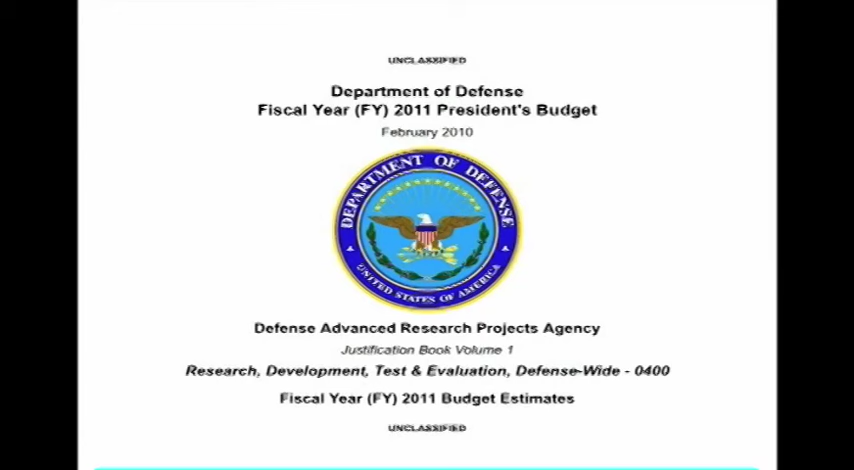 UNCLASSIFIED
Department of Defense
Fiscal Year (FY) 2011 President's Budget
February 2010
DEPARTMENT OF DEFENSE
UNITED STATES OF AMERICA
Defense Advanced Research Projects Agency
Justification Book Volume 1
Research, Development, Test & Evaluation, Defense-Wide - 0400
Fiscal Year (FY) 2011 Budget Estimates
UNCLASSIFIED